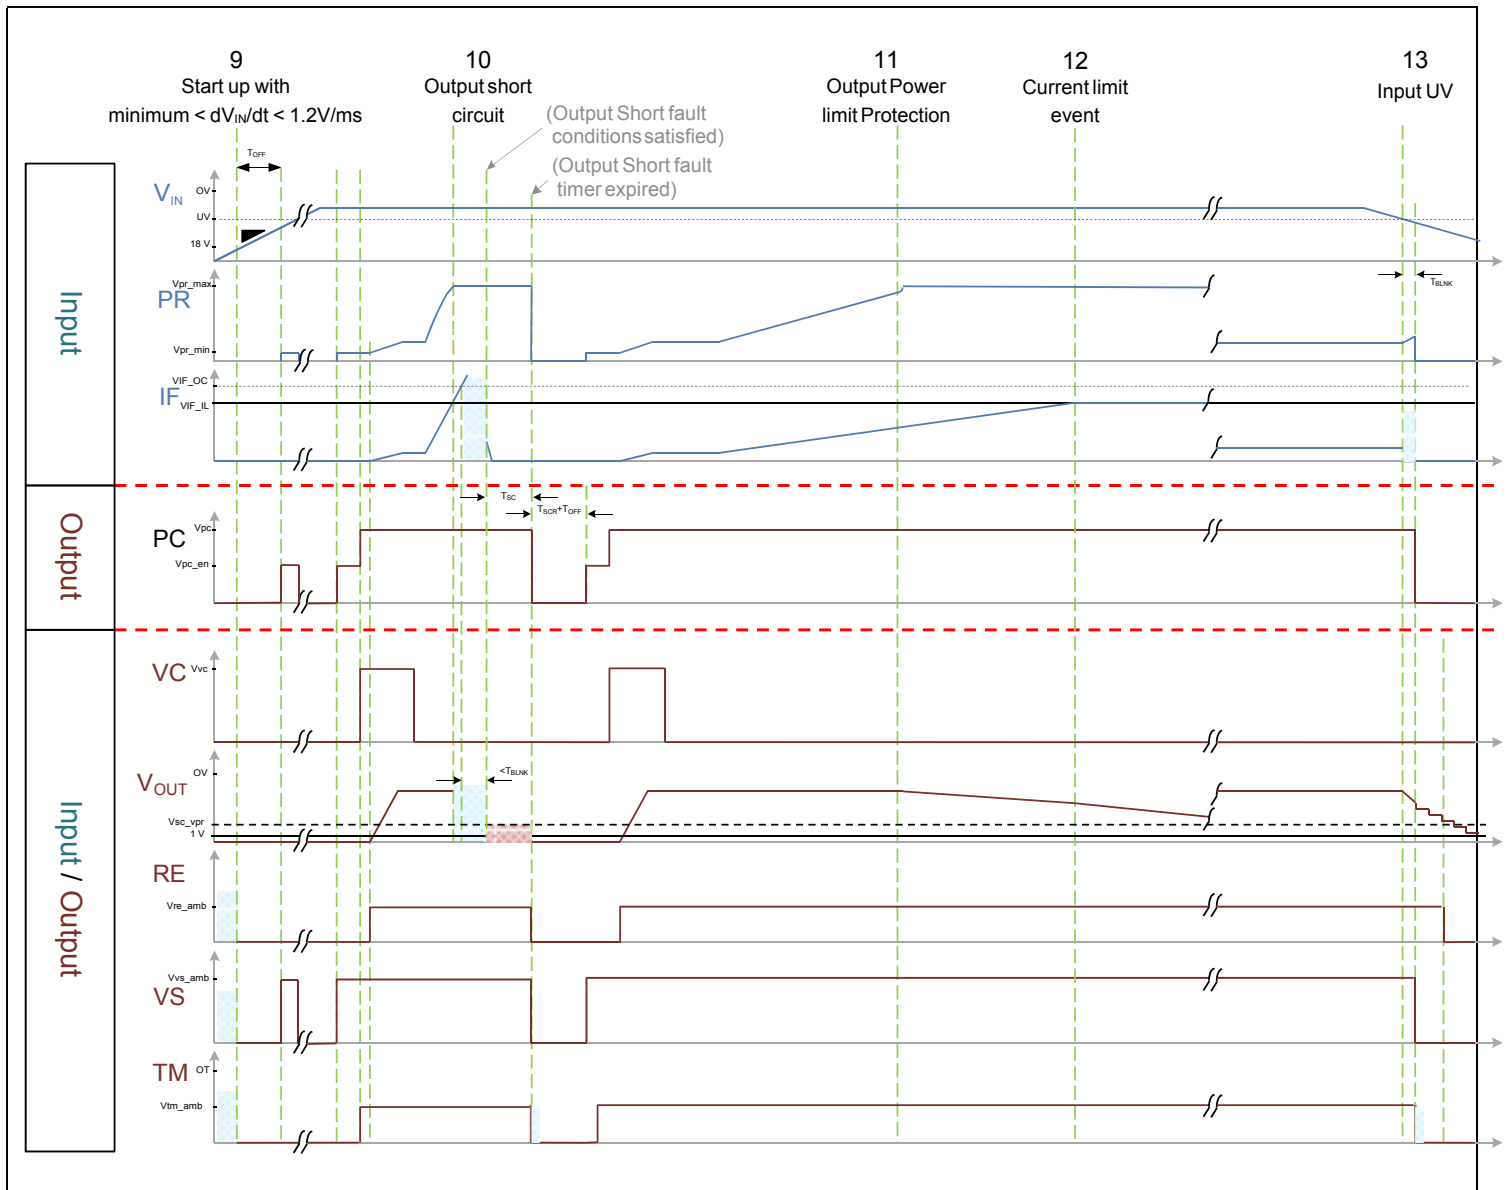 9
Start up with
minimum < dVIN/dt < 1.2V/ms
10
Output short
circuit
(Output Short fault
conditions satisfied)
(Output Short fault
timer expired)
11
Output Power
limit Protection
12
Current limit
event
13
Input UV
TOFF
Input
VIN
OV
UV
18 V
PR
Vpr_max
Vpr_min
TBLNK
IF
VIF_OC
VIF_IL
Output
TSC
TSCR+TOFF
PC
Vpc
Vpc_en
Input / Output
VC
Vvc
VOUT
OV
<TBLNK
Vsc_vpr
1 V
RE
Vre_amb
VS
Vvs_amb
TM
OT
Vtm_amb